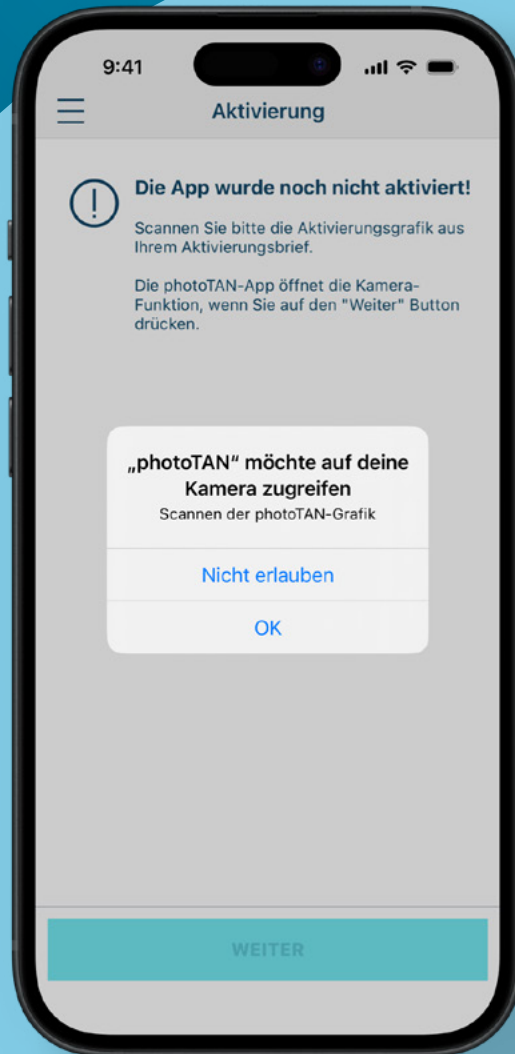 9:41
Aktivierung
Die App wurde noch nicht aktiviert!
Scannen Sie bitte die Aktivierungsgrafik aus
Ihrem Aktivierungsbrief.
Die photoTAN-App öffnet die Kamera-
Funktion, wenn Sie auf den "Weiter" Button
drücken.
„photoTAN“ möchte auf deine
Kamera zugreifen
Scannen der photoTAN-Grafik
Nicht erlauben
OK
WEITER